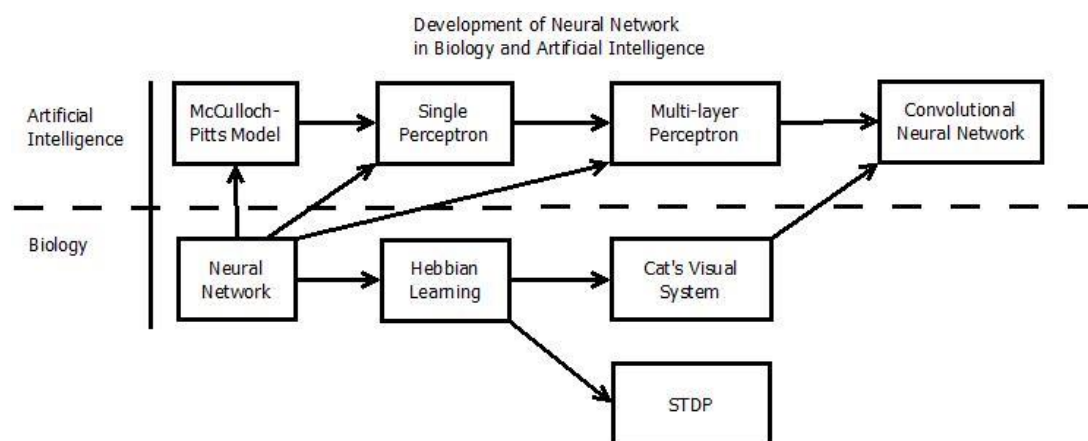 Development of Neural Network
in Biology and Artificial Intelligence
Artificial
Intelligence
McCulloch-
Pitts Model
Single
Perceptron
Multi-layer
Perceptron
Convolutional
Neural Network
Biology
Neural
Network
Hebbian
Learning
Cat's Visual
System
STDP